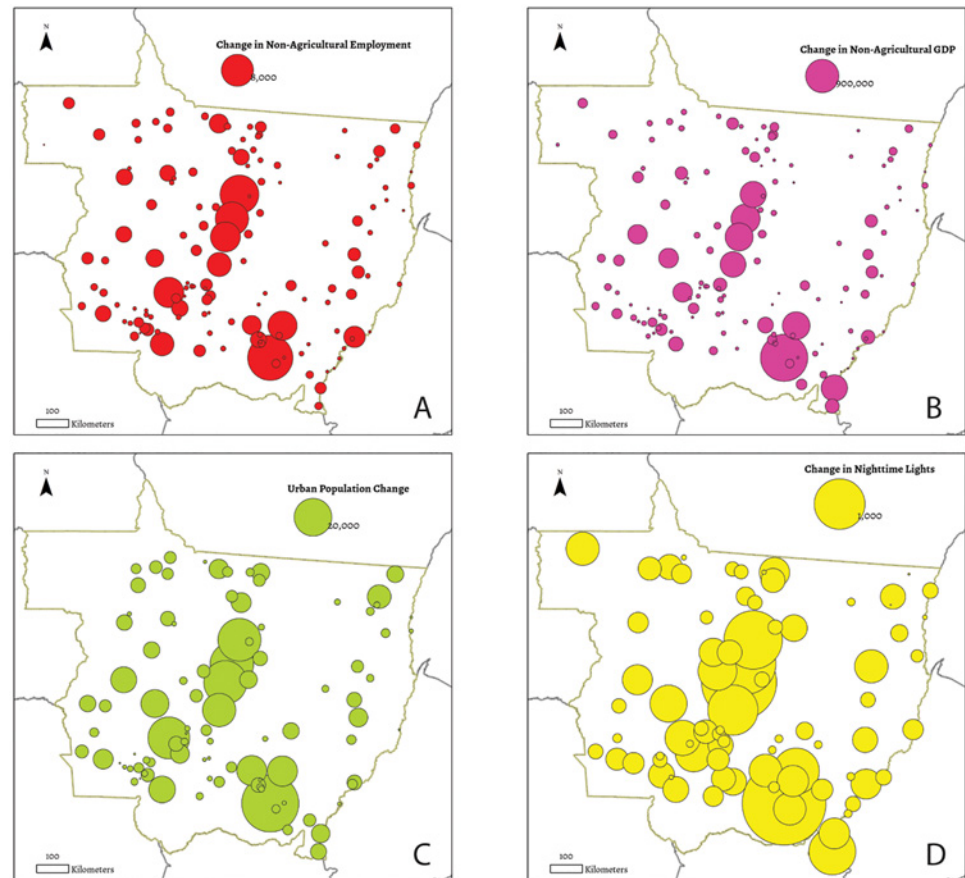 N
Change in Non-Agricultural Employment
8,000
100
Kilometers
A
N
Change in Non-Agricultural GDP
900,000
100
Kilometers
B
N
Urban Population Change
20,000
100
Kilometers
C
N
Change in Nighttime Lights
1,000
100
Kilometers
D